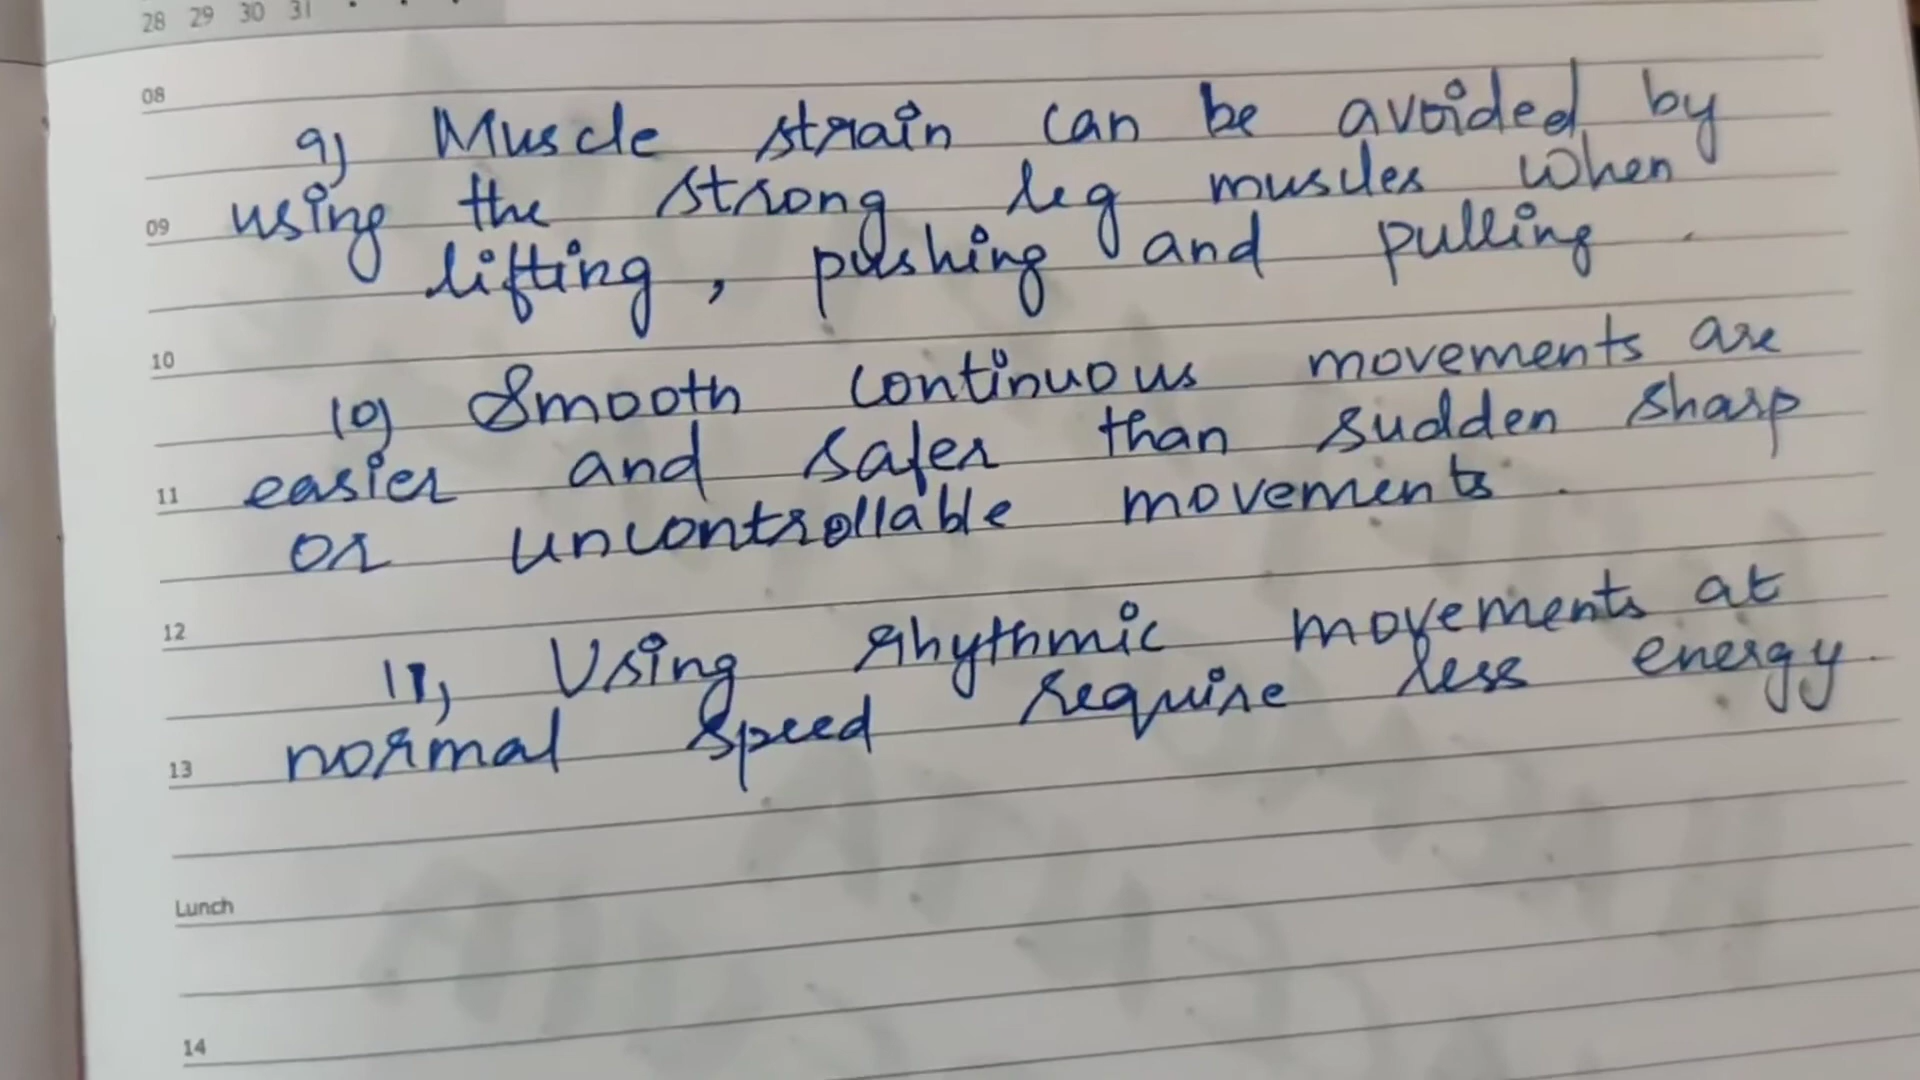 28 29 30 31
08
9) Muscle strain can be avoided by
09 using the strong leg muscles when
lifting, pushing and pulling.
10
10) Smooth continuous movements are
11 easier and safer than sudden sharp
or uncontrollable movements.
12
11) Using rhythmic movements at
13 normal speed require less energy.
Lunch
14